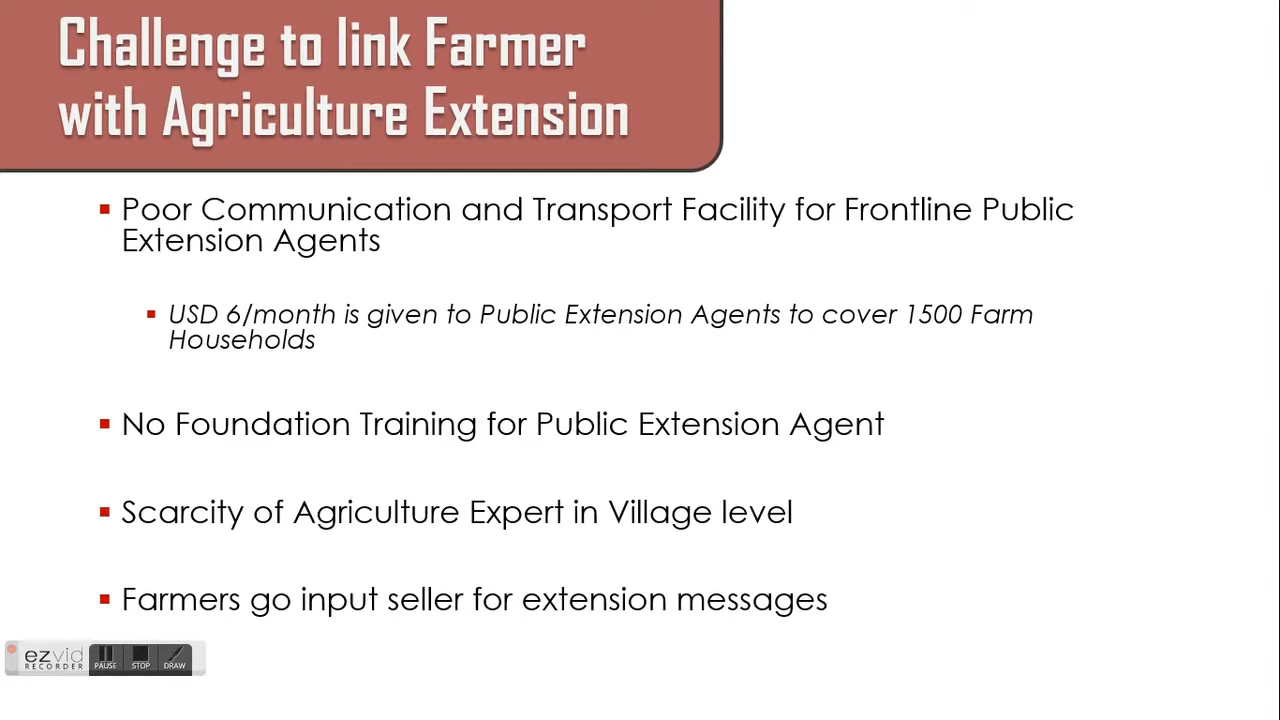 Challenge to link Farmer
with Agriculture Extension
▪ Poor Communication and Transport Facility for Frontline Public
Extension Agents
▪ USD 6/month is given to Public Extension Agents to cover 1500 Farm
Households
▪ No Foundation Training for Public Extension Agent
▪ Scarcity of Agriculture Expert in Village level
▪ Farmers go input seller for extension messages
ezvid
RECORDER
PAUSE STOP DRAW